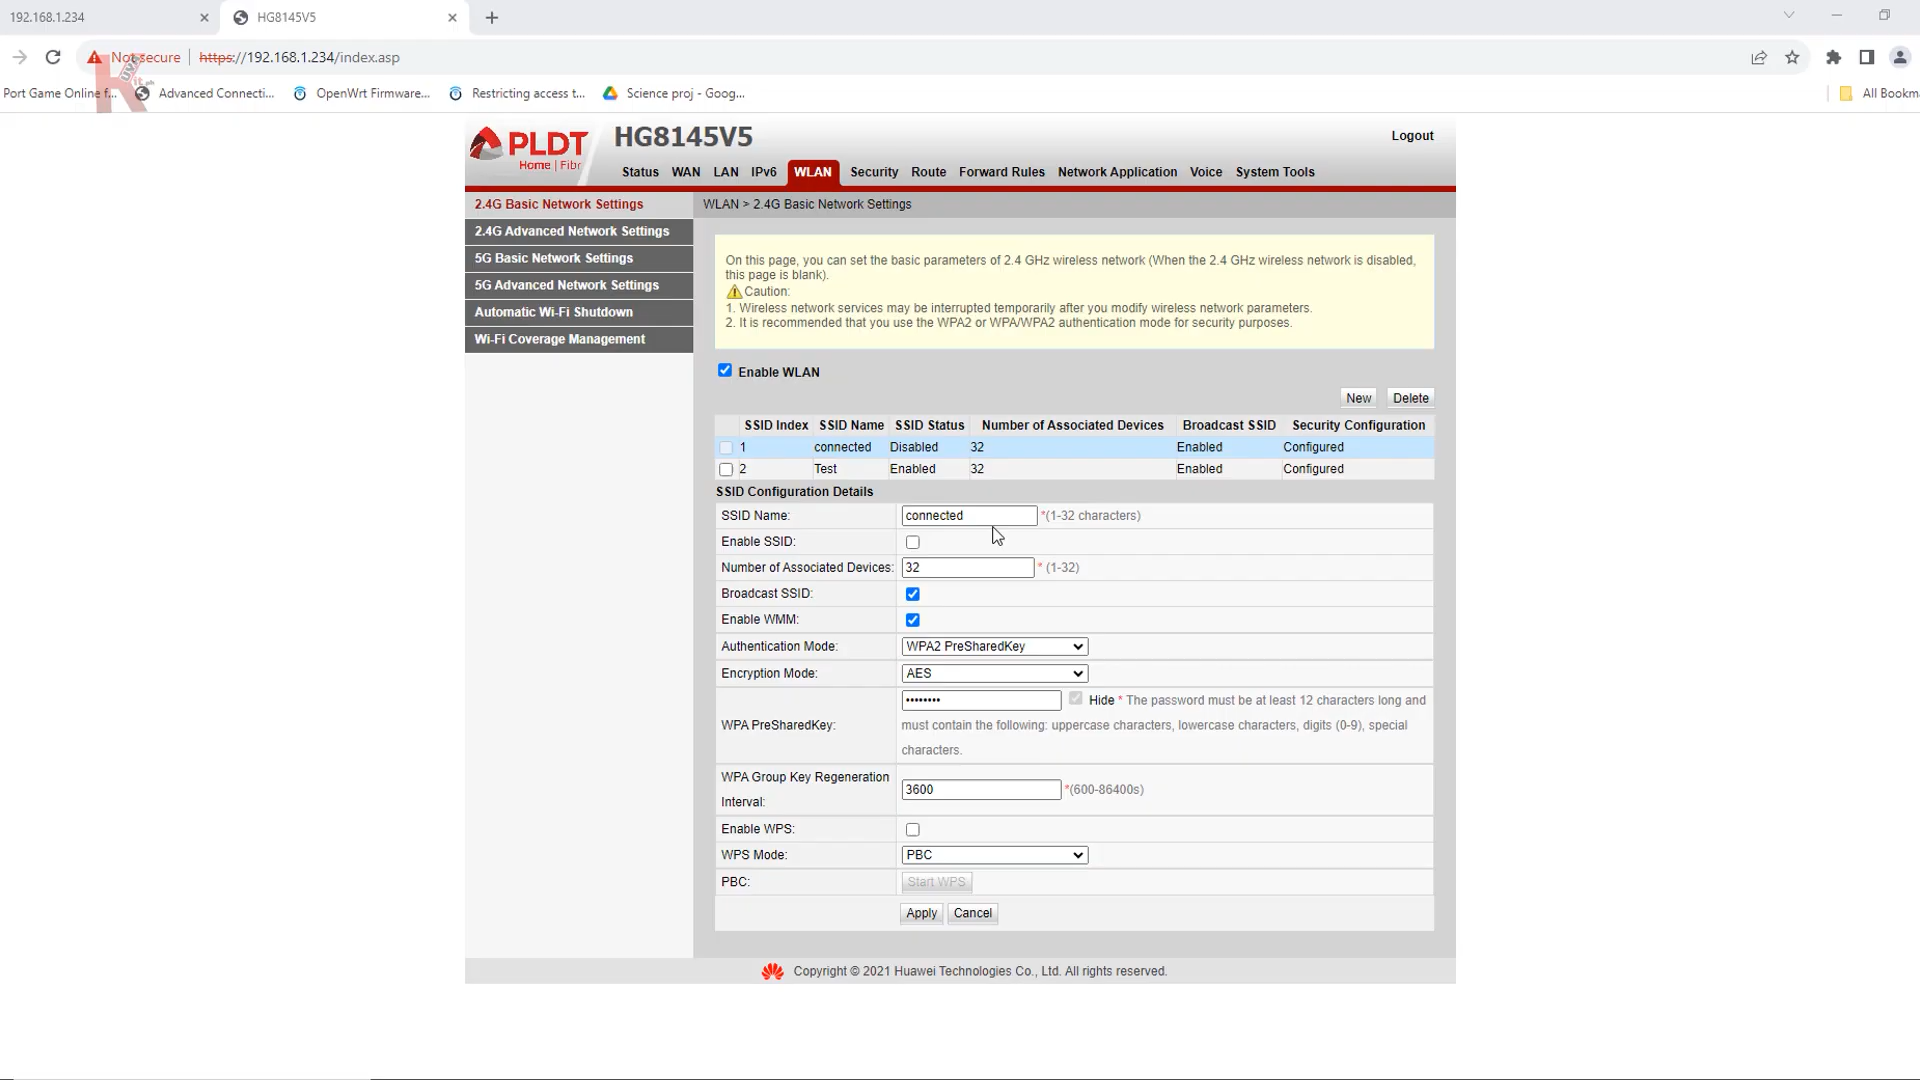 192.168.1.234
HG8145V5
Not secure
https://192.168.1.234/index.asp
Port Game Online f...
Advanced Connecti...
OpenWrt Firmware...
Restricting access t...
Science proj - Goog...
All Bookm
PLDT
Home | Fibr
HG8145V5
Logout
Status WAN LAN IPv6 WLAN Security Route Forward Rules Network Application Voice System Tools
2.4G Basic Network Settings
2.4G Advanced Network Settings
5G Basic Network Settings
5G Advanced Network Settings
Automatic Wi-Fi Shutdown
Wi-Fi Coverage Management
WLAN > 2.4G Basic Network Settings
On this page, you can set the basic parameters of 2.4 GHz wireless network (When the 2.4 GHz wireless network is disabled,
this page is blank).
Caution:
1. Wireless network services may be interrupted temporarily after you modify wireless network parameters.
2. It is recommended that you use the WPA2 or WPA/WPA2 authentication mode for security purposes.
Enable WLAN
New Delete
SSID Index SSID Name SSID Status Number of Associated Devices Broadcast SSID Security Configuration
1 connected Disabled 32 Enabled Configured
2 Test Enabled 32 Enabled Configured
SSID Configuration Details
SSID Name: connected *(1-32 characters)
Enable SSID:
Number of Associated Devices: 32 * (1-32)
Broadcast SSID:
Enable WMM:
Authentication Mode: WPA2 PreSharedKey
Encryption Mode: AES
WPA PreSharedKey: •••••••• Hide * The password must be at least 12 characters long and
must contain the following: uppercase characters, lowercase characters, digits (0-9), special
characters.
WPA Group Key Regeneration
Interval: 3600 *(600-86400s)
Enable WPS:
WPS Mode: PBC
PBC: Start WPS
Apply Cancel
Copyright © 2021 Huawei Technologies Co., Ltd. All rights reserved.